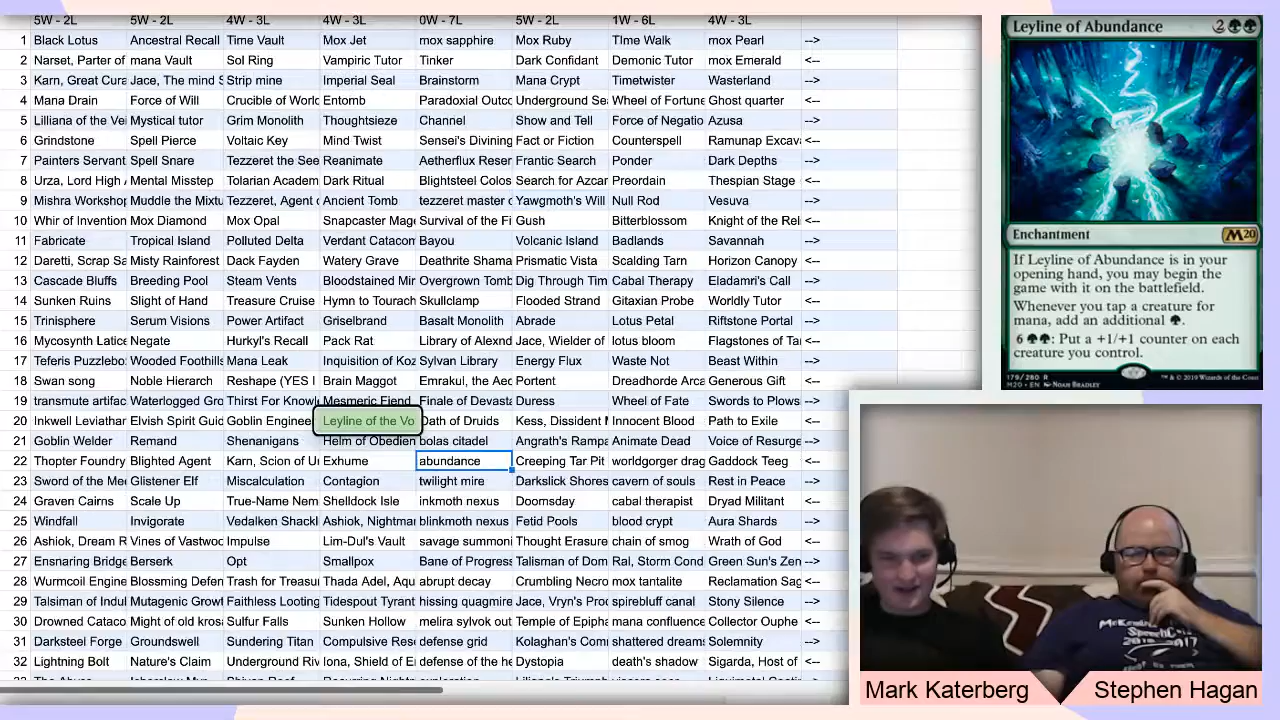 5W - 2L 5W - 2L 4W - 3L 4W - 3L 0W - 7L 5W - 2L 1W - 6L 4W - 3L
1 Black Lotus Ancestral Recall Time Vault Mox Jet mox sapphire Mox Ruby TIme Walk mox Pearl -->
2 Narset, Parter of mana Vault Sol Ring Vampiric Tutor Tinker Dark Confidant Demonic Tutor mox Emerald <--
3 Karn, Great Cura Jace, The mind S Strip mine Imperial Seal Brainstorm Mana Crypt Timetwister Wasterland -->
4 Mana Drain Force of Will Crucible of Worlc Entomb Paradoxial Outco Underground Se Wheel of Fortune Ghost quarter <--
5 Lilliana of the Ve Mystical tutor Grim Monolith Thoughtsieze Channel Show and Tell Force of Negatio Azusa -->
6 Grindstone Spell Pierce Voltaic Key Mind Twist Sensei's Divining Fact or Fiction Counterspell Ramunap Excava <--
7 Painters Servant Spell Snare Tezzeret the See Reanimate Aetherflux Reser Frantic Search Ponder Dark Depths -->
8 Urza, Lord High Mental Misstep Tolarian Academ Dark Ritual Blightsteel Colos Search for Azcar Preordain Thespian Stage <--
9 Mishra Workshop Muddle the Mixtu Tezzeret, Agent c Ancient Tomb tezzeret master Yawgmoth's Will Null Rod Vesuva -->
10 Whir of Invention Mox Diamond Mox Opal Snapcaster Mage Survival of the Fi Gush Bitterblossom Knight of the Rel <--
11 Fabricate Tropical Island Polluted Delta Verdant Catacon Bayou Volcanic Island Badlands Savannah -->
12 Daretti, Scrap Sa Misty Rainforest Dack Fayden Watery Grave Deathrite Shama Prismatic Vista Scalding Tarn Horizon Canopy <--
13 Cascade Bluffs Breeding Pool Steam Vents Bloodstained Mir Overgrown Tomb Dig Through Tim Cabal Therapy Eladamri's Call -->
14 Sunken Ruins Slight of Hand Treasure Cruise Hymn to Tourach Skullclamp Flooded Strand Gitaxian Probe Worldly Tutor <--
15 Trinisphere Serum Visions Power Artifact Griselbrand Basalt Monolith Abrade Lotus Petal Riftstone Portal -->
16 Mycosynth Latice Negate Hurkyl's Recall Pack Rat Library of Alexnd Jace, Wielder of lotus bloom Flagstones of Ta <--
17 Teferis Puzzlebo Wooded Foothills Mana Leak Inquisition of Koz Sylvan Library Energy Flux Waste Not Beast Within -->
18 Swan song Noble Hierarch Reshape (YES I Brain Maggot Emrakul, the A Portent Dreadhorde Arca Generous Gift <--
19 transmute artifac Waterlogged Gro Thirst For Knowl Mesmeric Fiend Finale of Devasta Duress Wheel of Fate Swords to Plows -->
20 Inkwell Leviathan Elvish Spirit Guid Goblin Enginee Leyline of the Vo Oath of Druids Kess, Dissident M Innocent Blood Path to Exile <--
21 Goblin Welder Remand Shenanigans Helm of Obedien bolas citadel Angrath's Rampa Animate Dead Voice of Resurge -->
22 Thopter Foundry Blighted Agent Karn, Scion of U Exhume abundance Creeping Tar Pit worldgorger drag Gaddock Teeg <--
23 Sword of the Mee Glistener Elf Miscalculation Contagion twilight mire Darkslick Shores cavern of souls Rest in Peace -->
24 Graven Cairns Scale Up True-Name Nem Shelldock Isle inkmoth nexus Doomsday cabal therapist Dryad Militant <--
25 Windfall Invigorate Vedalken Shackl Ashiok, Nightmar blinkmoth nexus Fetid Pools blood crypt Aura Shards -->
26 Ashiok, Dream R Vines of Vastwoo Impulse Lim-Dul's Vault savage summoni Thought Erasure chain of smog Wrath of God <--
27 Ensnaring Bridge Berserk Opt Smallpox Bane of Progress Talisman of Dom Ral, Storm Cond Green Sun's Zen -->
28 Wurmcoil Engine Blossming Defen Trash for Treasur Thada Adel, Aqu abrupt decay Crumbling Necro mox tantalite Reclamation Sag <--
29 Talsiman of Indul Mutagenic Growt Faithless Looting Tidespout Tyrant hissing quagmire Jace, Vryn's Proc spirebluff canal Stony Silence -->
30 Drowned Cataco Might of old krosa Sulfur Falls Sunken Hollow melira sylvok out Temple of Epipha mana confluence Collector Ouphe <--
31 Darksteel Forge Groundswell Sundering Titan Compulsive Rese defense grid Kolaghan's Com shattered dream Solemnity -->
32 Lightning Bolt Nature's Claim Underground Riv Iona, Shield of E defense of the he Dystopia death's shadow Sigarda, Host of <--
Leyline of Abundance 2
Enchantment M20
If Leyline of Abundance is in your
opening hand, you may begin the
game with it on the battlefield.
Whenever you tap a creature for
mana, add an additional .
6 : Put a +1/+1 counter on each
creature you control.
179/280 R
M20 • EN NOAH BRADLEY ™ & © 2019 Wizards of the Coast
Mark Katerberg Stephen Hagan